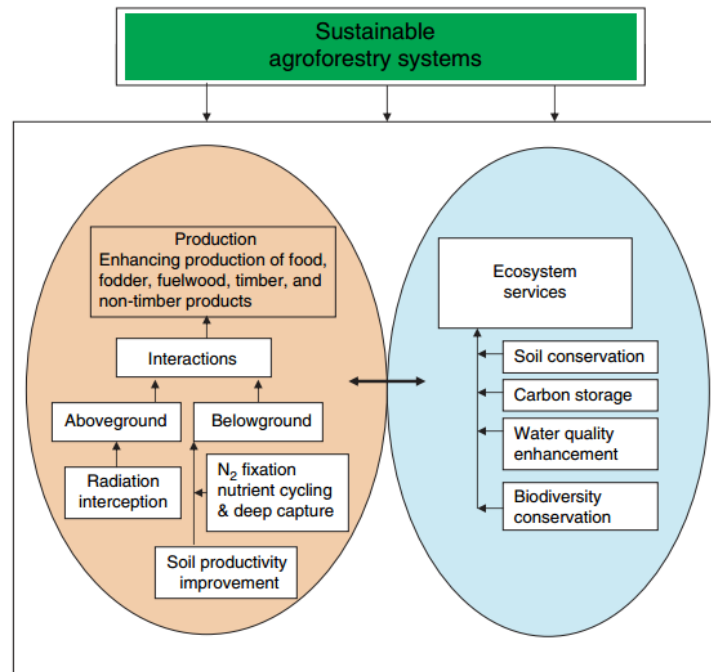 Sustainable
agroforestry systems
Production
Enhancing production of food,
fodder, fuelwood, timber, and
non-timber products
Interactions
Aboveground
Belowground
Radiation
interception
N₂ fixation
nutrient cycling
& deep capture
Soil productivity
improvement
Ecosystem
services
Soil conservation
Carbon storage
Water quality
enhancement
Biodiversity
conservation